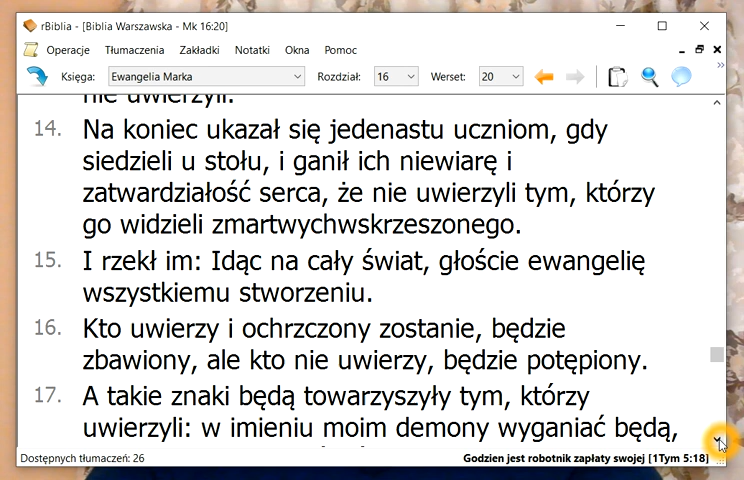 rBiblia - [Biblia Warszawska - Mk 16:20]
Operacje Tłumaczenia Zakładki Notatki Okna Pomoc
Księga: Ewangelia Marka Rozdział: 16 Werset: 20
nie uwierzyli.
14. Na koniec ukazał się jedenastu uczniom, gdy
siedzieli u stołu, i ganił ich niewiarę i
zatwardziałość serca, że nie uwierzyli tym, którzy
go widzieli zmartwychwskrzeszonego.
15. I rzekł im: Idąc na cały świat, głoście ewangelię
wszystkiemu stworzeniu.
16. Kto uwierzy i ochrzczony zostanie, będzie
zbawiony, ale kto nie uwierzy, będzie potępiony.
17. A takie znaki będą towarzyszyły tym, którzy
uwierzyli: w imieniu moim demony wyganiać będą,
Dostępnych tłumaczeń: 26
Godzien jest robotnik zapłaty swojej [1Tym 5:18]